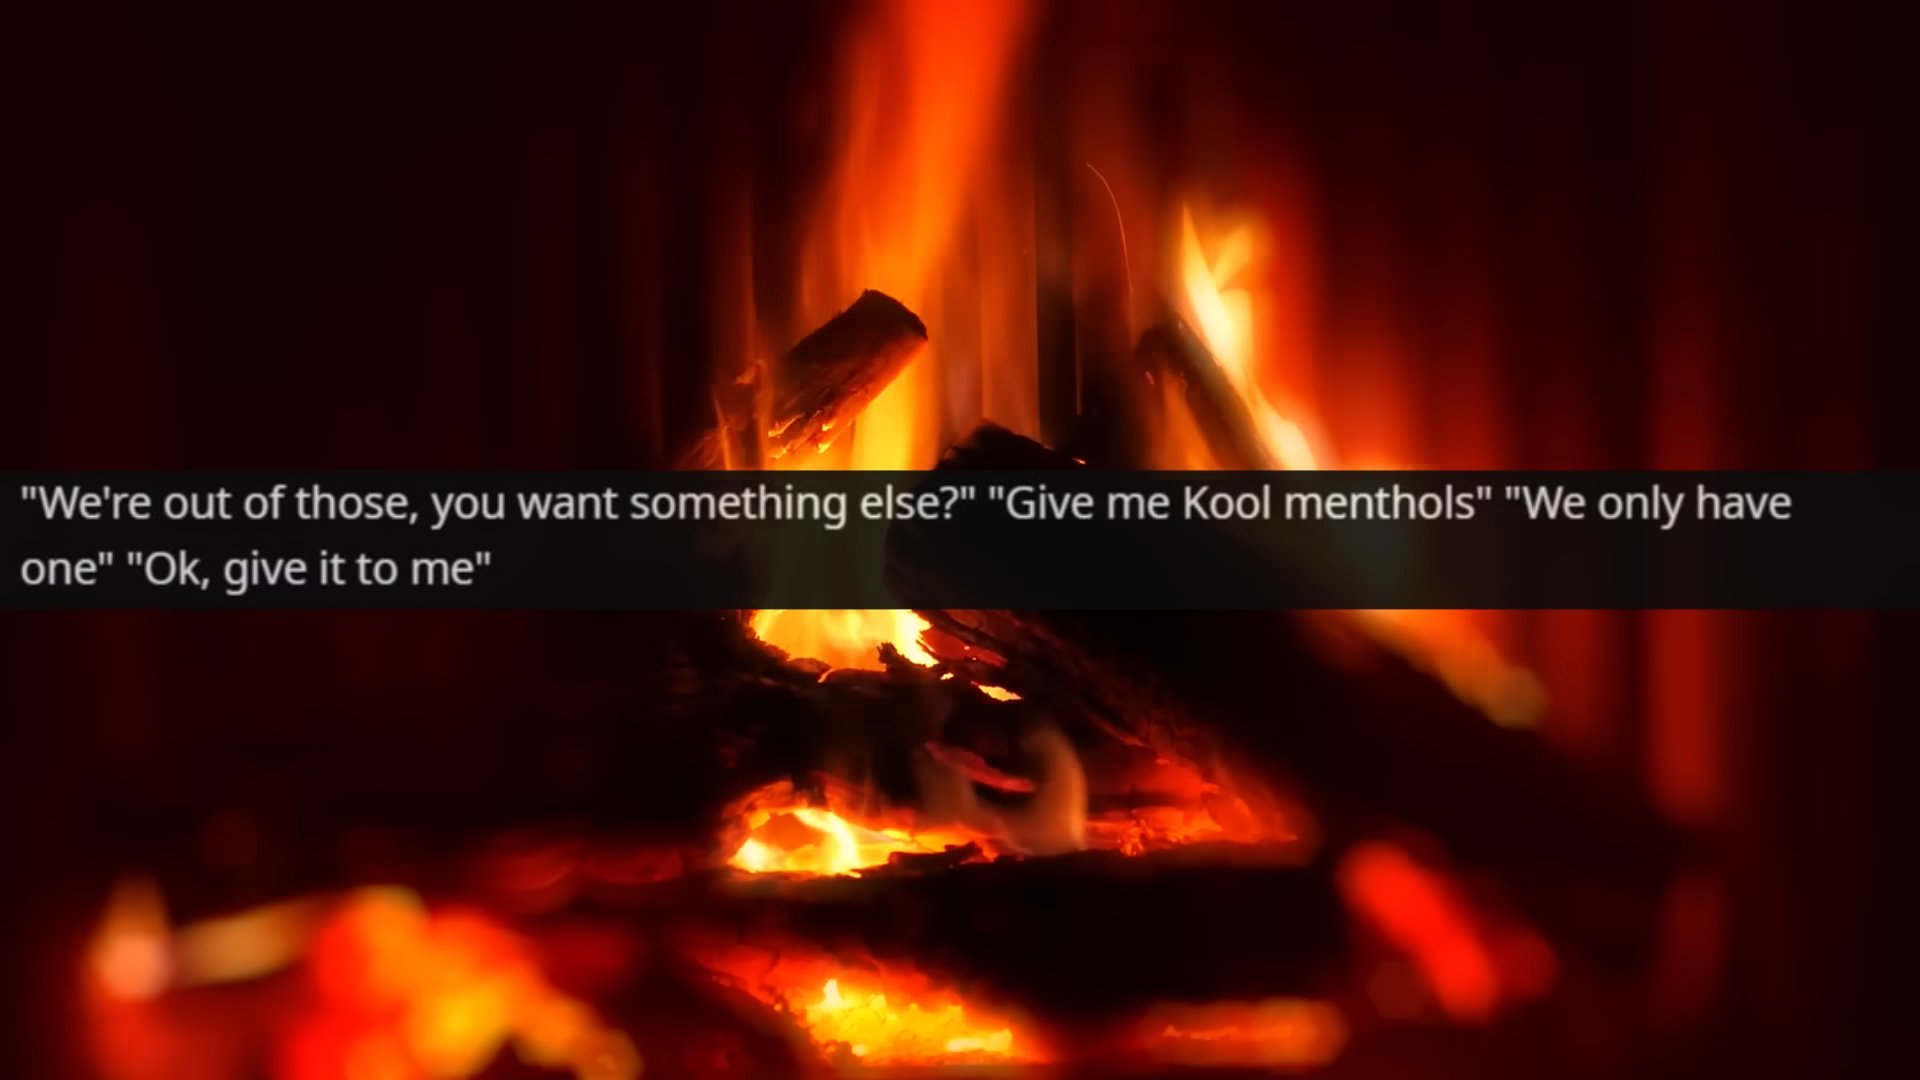 "We're out of those, you want something else?" "Give me Kool menthols" "We only have
one" "Ok, give it to me"